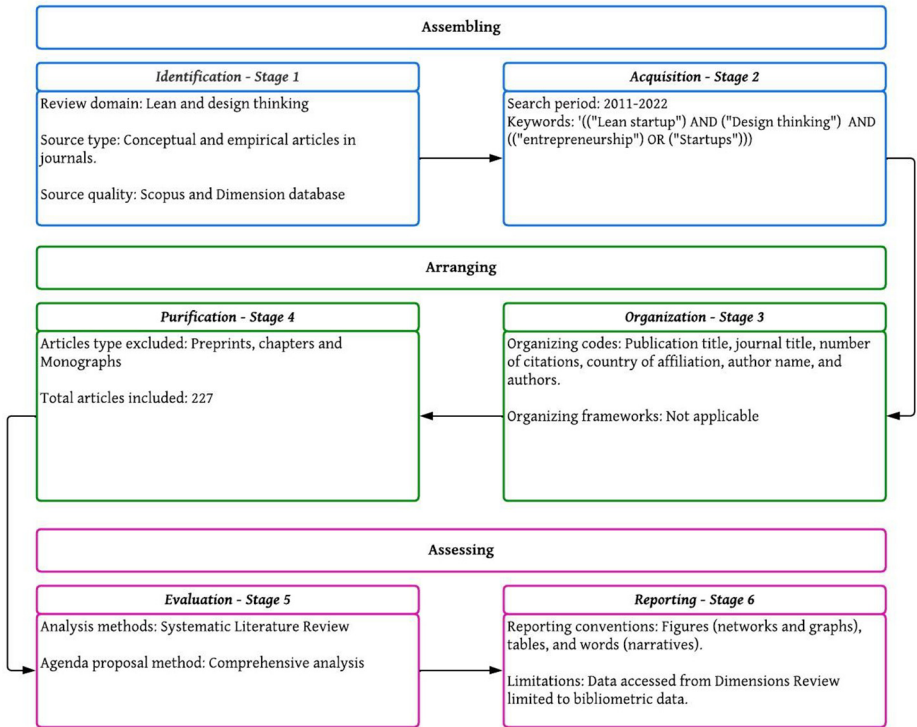 Assembling
Identification - Stage 1
Review domain: Lean and design thinking
Source type: Conceptual and empirical articles in
journals.
Source quality: Scopus and Dimension database
Acquisition - Stage 2
Search period: 2011-2022
Keywords: '(("Lean startup") AND ("Design thinking") AND
(("entrepreneurship") OR ("Startups")))
Arranging
Purification - Stage 4
Articles type excluded: Preprints, chapters and
Monographs
Total articles included: 227
Organization - Stage 3
Organizing codes: Publication title, journal title, number
of citations, country of affiliation, author name, and
authors.
Organizing frameworks: Not applicable
Assessing
Evaluation - Stage 5
Analysis methods: Systematic Literature Review
Agenda proposal method: Comprehensive analysis
Reporting - Stage 6
Reporting conventions: Figures (networks and graphs),
tables, and words (narratives).
Limitations: Data accessed from Dimensions Review
limited to bibliometric data.